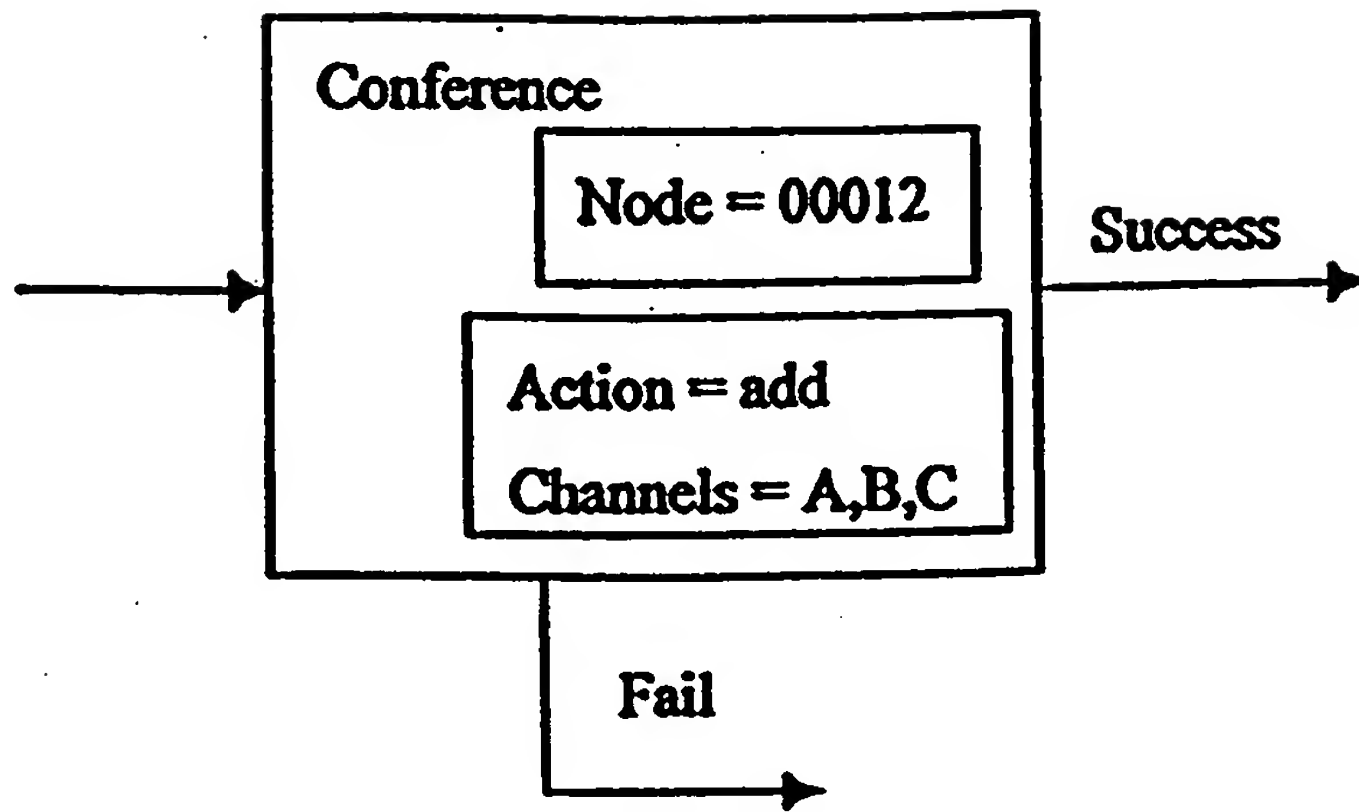 Conference
Node = 00012
Success
Action = add
Channels = A,B,C
Fail